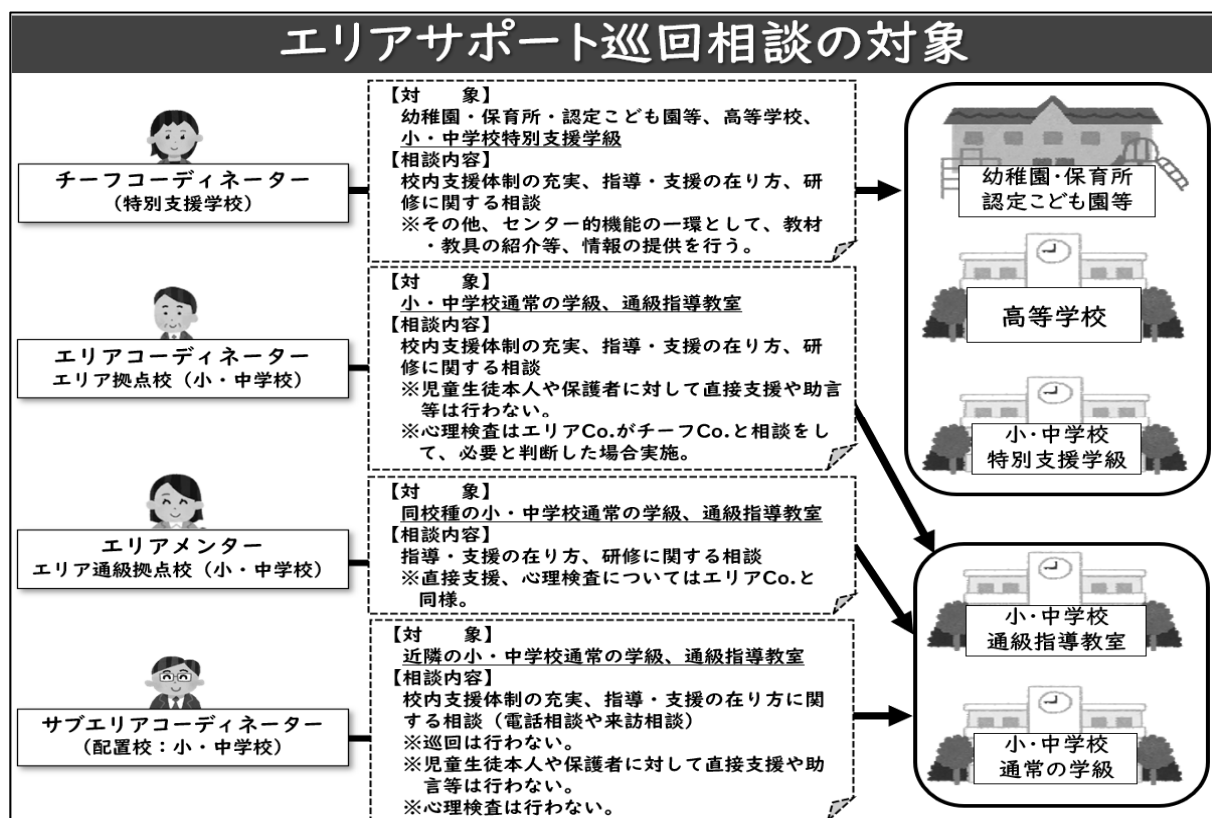 エリアサポート巡回相談の対象
チーフコーディネーター
(特別支援学校)
【対　　象】
幼稚園・保育所・認定こども園等、高等学校、
小・中学校特別支援学級
【相談内容】
校内支援体制の充実、指導・支援の在り方、研
修に関する相談
※その他、センター的機能の一環として、教材
・教具の紹介等、情報の提供を行う。
エリアコーディネーター
エリア拠点校（小・中学校）
【対　　象】
小・中学校通常の学級、通級指導教室
【相談内容】
校内支援体制の充実、指導・支援の在り方、研
修に関する相談
※児童生徒本人や保護者に対して直接支援や助言
等は行わない。
※心理検査はエリアCo.がチーフCo.と相談をし
て、必要と判断した場合実施。
エリアメンター
エリア通級拠点校（小・中学校）
【対　　象】
同校種の小・中学校通常の学級、通級指導教室
【相談内容】
指導・支援の在り方、研修に関する相談
※直接支援、心理検査についてはエリアCo.と
同様。
サブエリアコーディネーター
（配置校：小・中学校）
【対　　象】
近隣の小・中学校通常の学級、通級指導教室
【相談内容】
校内支援体制の充実、指導・支援の在り方に関
する相談（電話相談や来訪相談）
※巡回は行わない。
※児童生徒本人や保護者に対して直接支援や助
言等は行わない。
※心理検査は行わない。
幼稚園・保育所
認定こども園等
高等学校
小・中学校
特別支援学級
小・中学校
通級指導教室
小・中学校
通常の学級